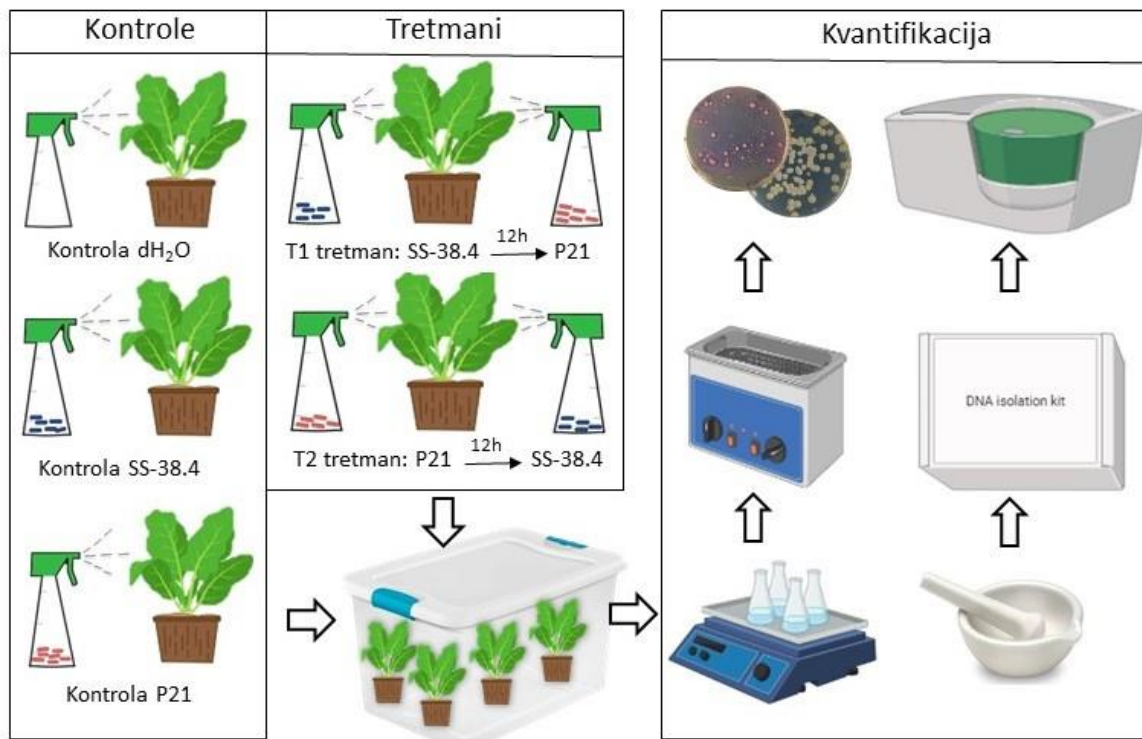 Kontrole
Tretmani
Kvantifikacija
Kontrola dH₂O
12h
T1 tretman: SS-38.4 → P21
Kontrola SS-38.4
12h
T2 tretman: P21 → SS-38.4
Kontrola P21
DNA isolation kit